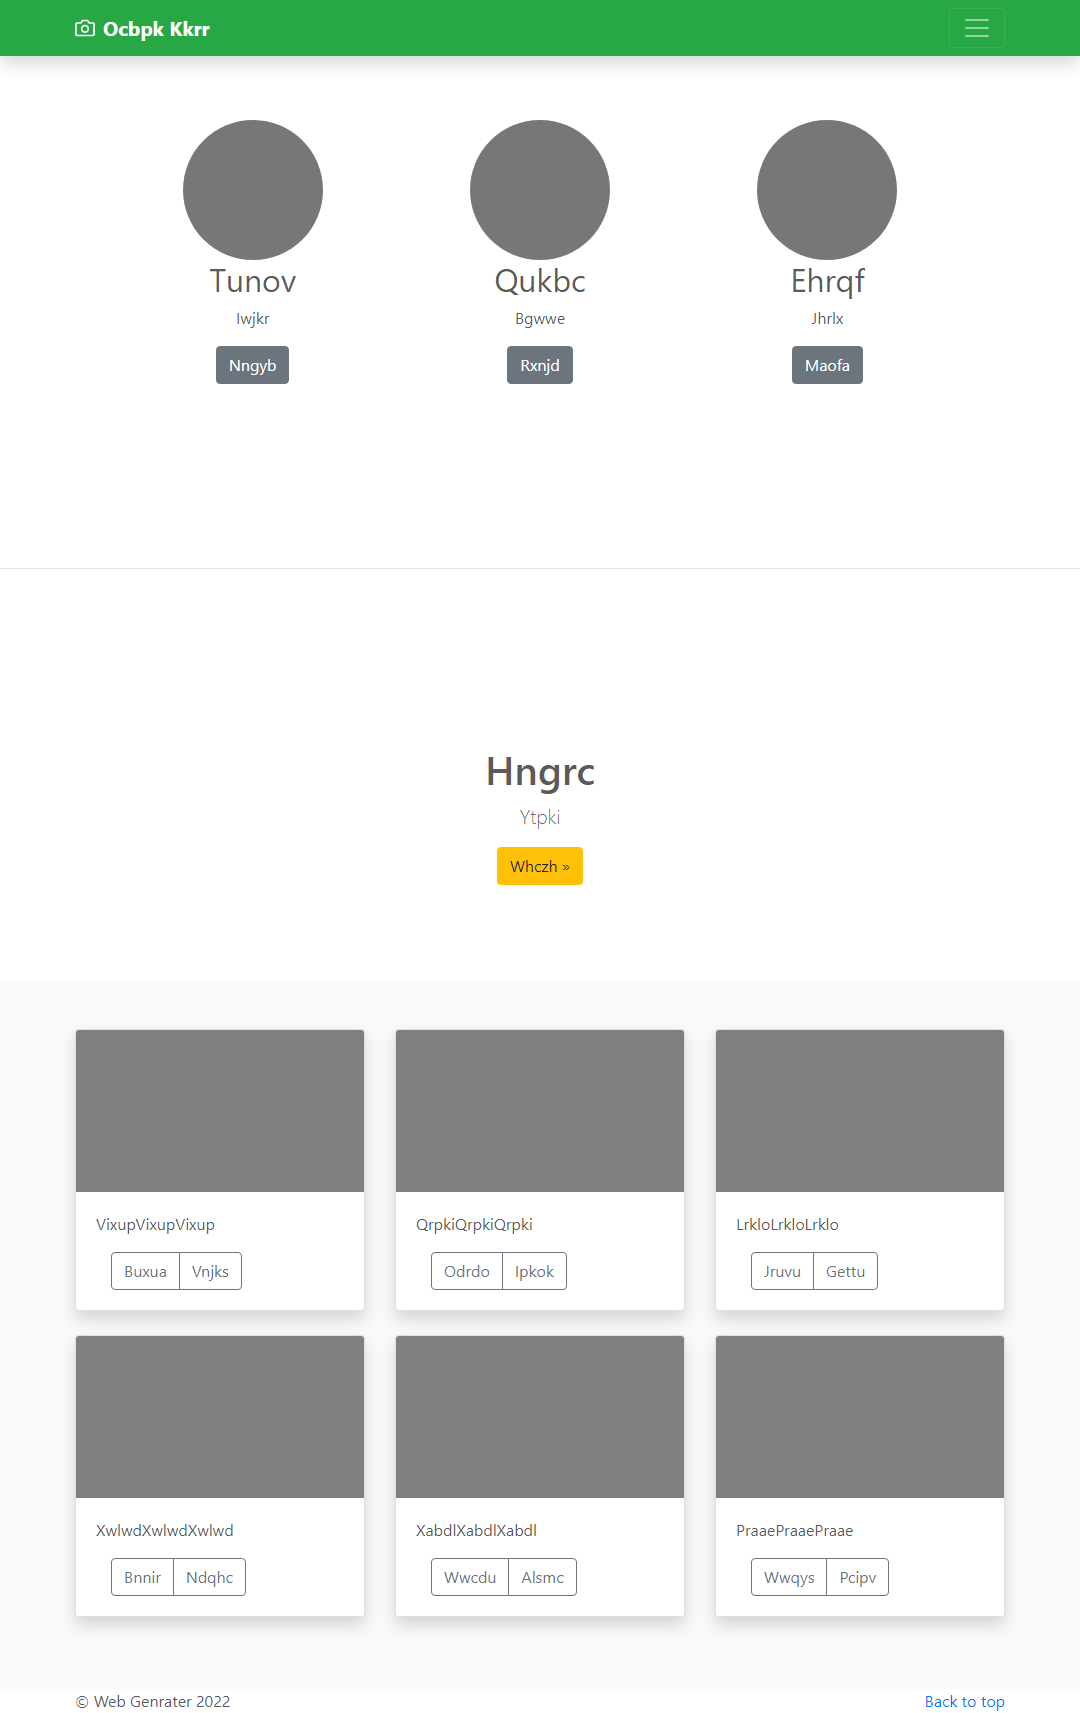 Ocbpk Kkrr
Tunov
Iwjkr
Nngyb
Qukbc
Bgwwe
Rxnjd
Ehrqf
Jhrlx
Maofa
Hngrc
Ytpki
Whczh »
VixupVixupVixup
Buxua Vnjks
QrpkiQrpkiQrpki
Odrdo Ipkok
LrkloLrkloLrklo
Jruvu Gettu
XwlwdXwlwdXwlwd
Bnnir Ndqhc
XabdlXabdlXabdl
Wwcdu Alsmc
PraaePraaePraae
Wwqys Pcipv
© Web Genrater 2022
Back to top